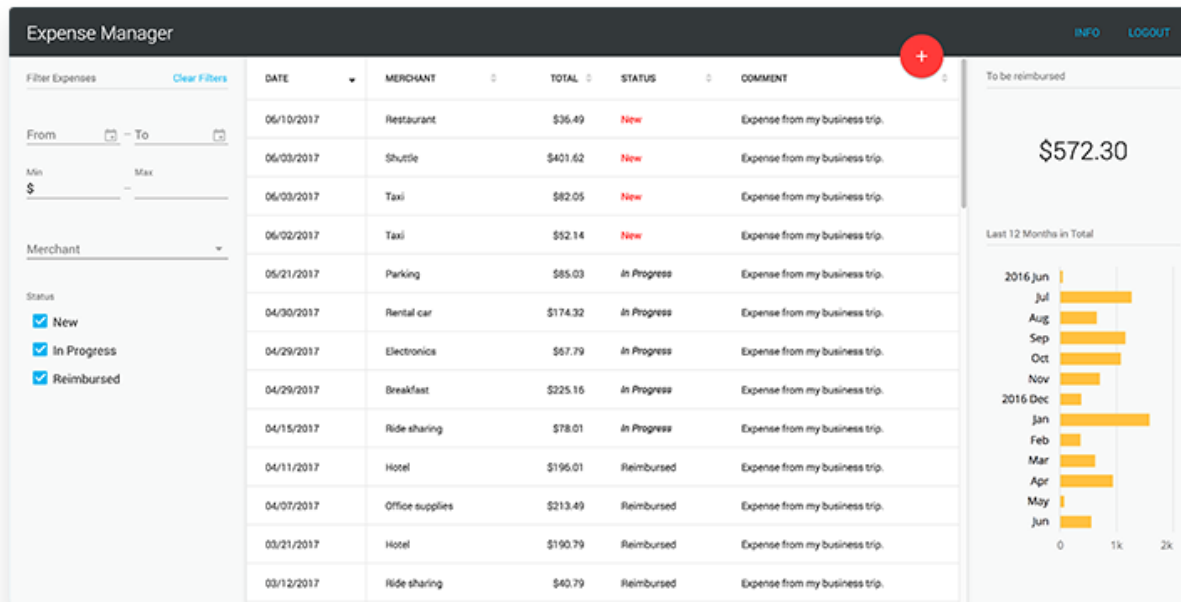 Expense Manager
INFO LOGOUT
+
Filter Expenses Clear Filters
From – To
Min Max
$ –
Merchant
Status
New
In Progress
Reimbursed
DATE MERCHANT TOTAL STATUS COMMENT
06/10/2017 Restaurant $36.49 New Expense from my business trip.
06/03/2017 Shuttle $401.62 New Expense from my business trip.
06/03/2017 Taxi $82.05 New Expense from my business trip.
06/02/2017 Taxi $52.14 New Expense from my business trip.
05/21/2017 Parking $85.03 In Progress Expense from my business trip.
04/30/2017 Rental car $174.32 In Progress Expense from my business trip.
04/29/2017 Electronics $67.79 In Progress Expense from my business trip.
04/29/2017 Breakfast $225.16 In Progress Expense from my business trip.
04/15/2017 Ride sharing $78.01 In Progress Expense from my business trip.
04/11/2017 Hotel $196.01 Reimbursed Expense from my business trip.
04/07/2017 Office supplies $213.49 Reimbursed Expense from my business trip.
03/21/2017 Hotel $190.79 Reimbursed Expense from my business trip.
03/12/2017 Ride sharing $40.79 Reimbursed Expense from my business trip.
To be reimbursed
$572.30
Last 12 Months in Total
2016 Jun
Jul
Aug
Sep
Oct
Nov
2016 Dec
Jan
Feb
Mar
Apr
May
Jun
0 1k 2k